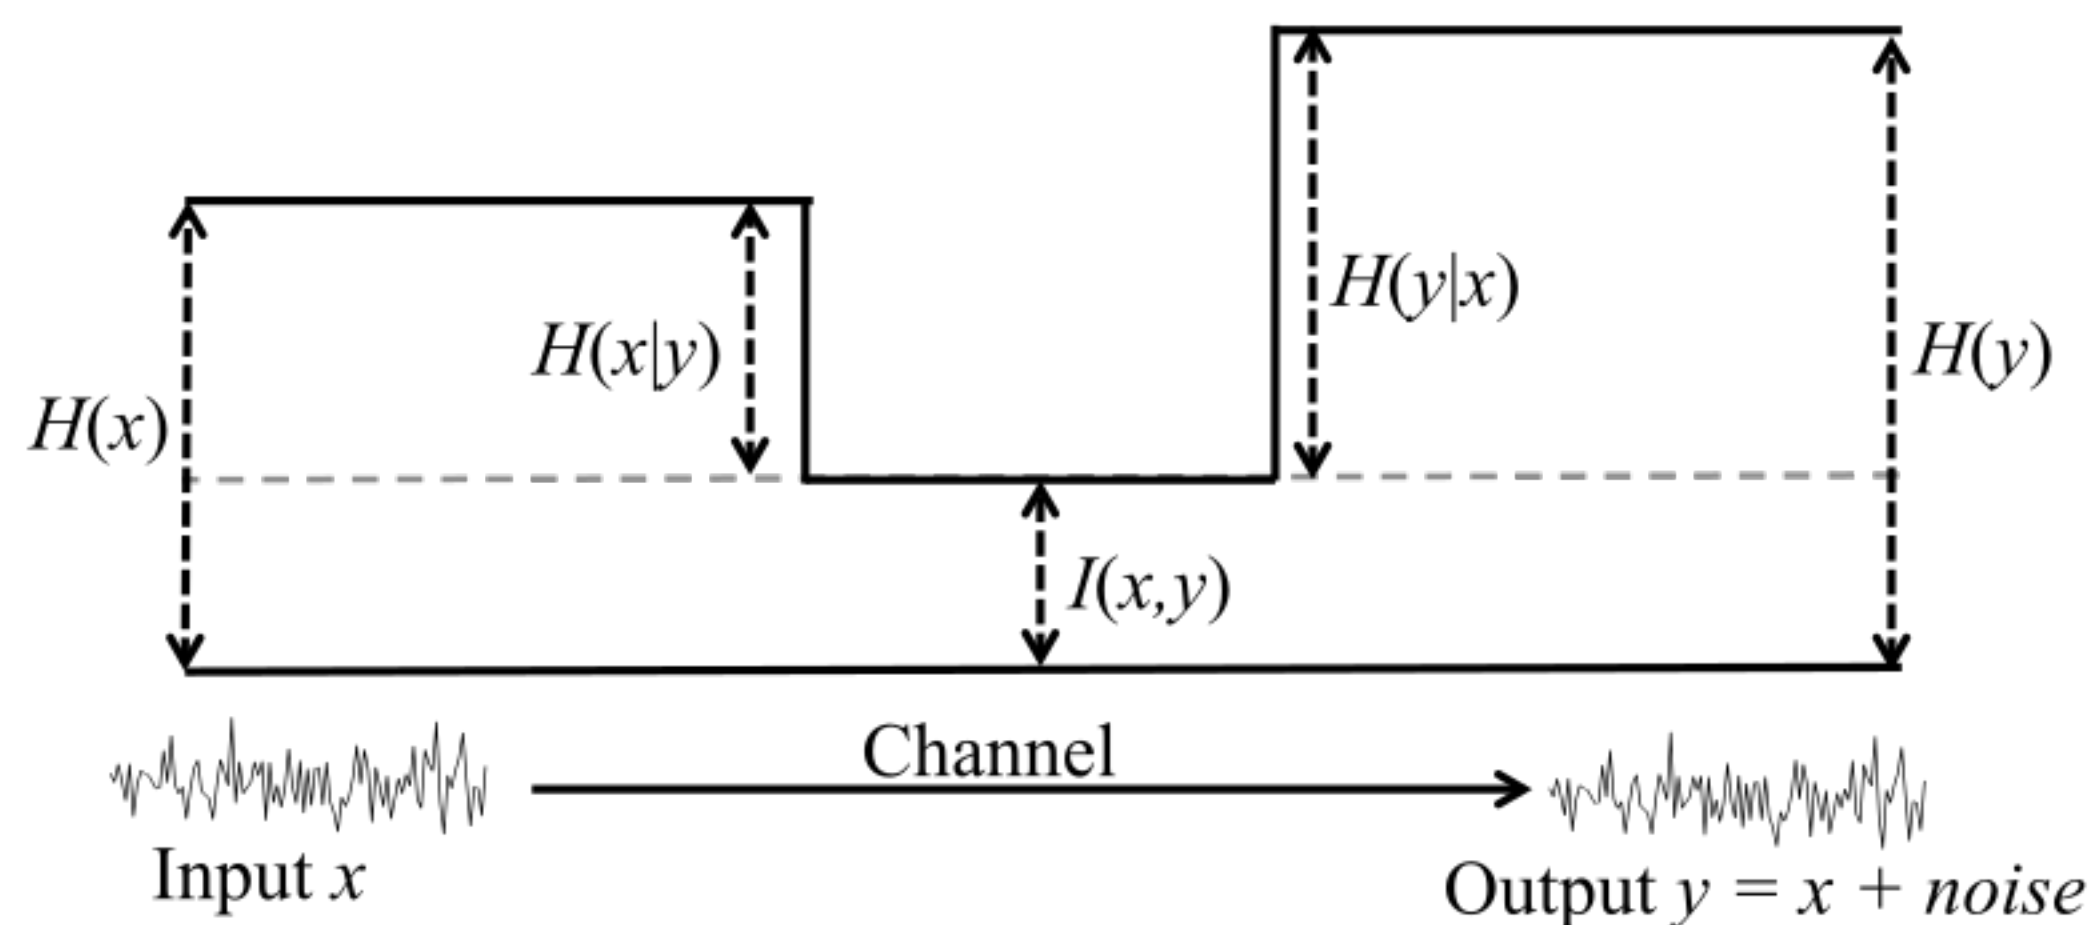 H(y|x)
H(x|y)
H(y)
H(x)
I(x,y)
Channel
Input x
Output y = x + noise